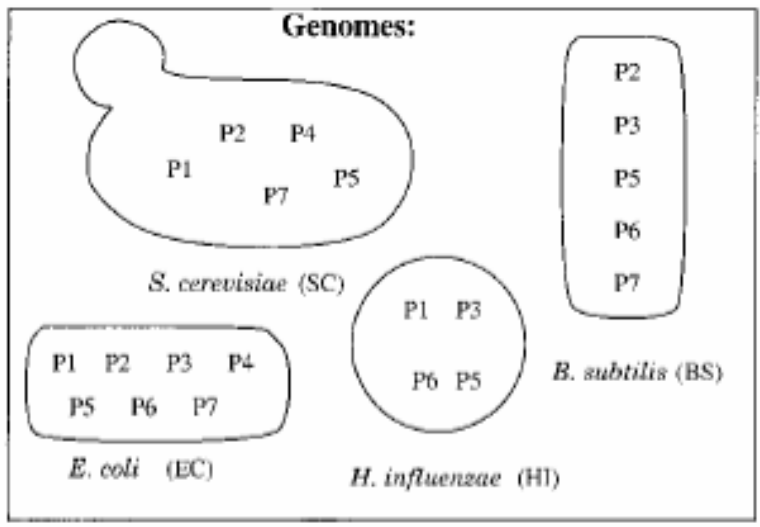 Genomes:
P2 P4
P1
P7 P5
S. cerevisiae (SC)
P2
P3
P5
P6
P7
B. subtilis (BS)
P1 P2 P3 P4
P5 P6 P7
E. coli (EC)
P1 P3
P6 P5
H. influenzae (HI)